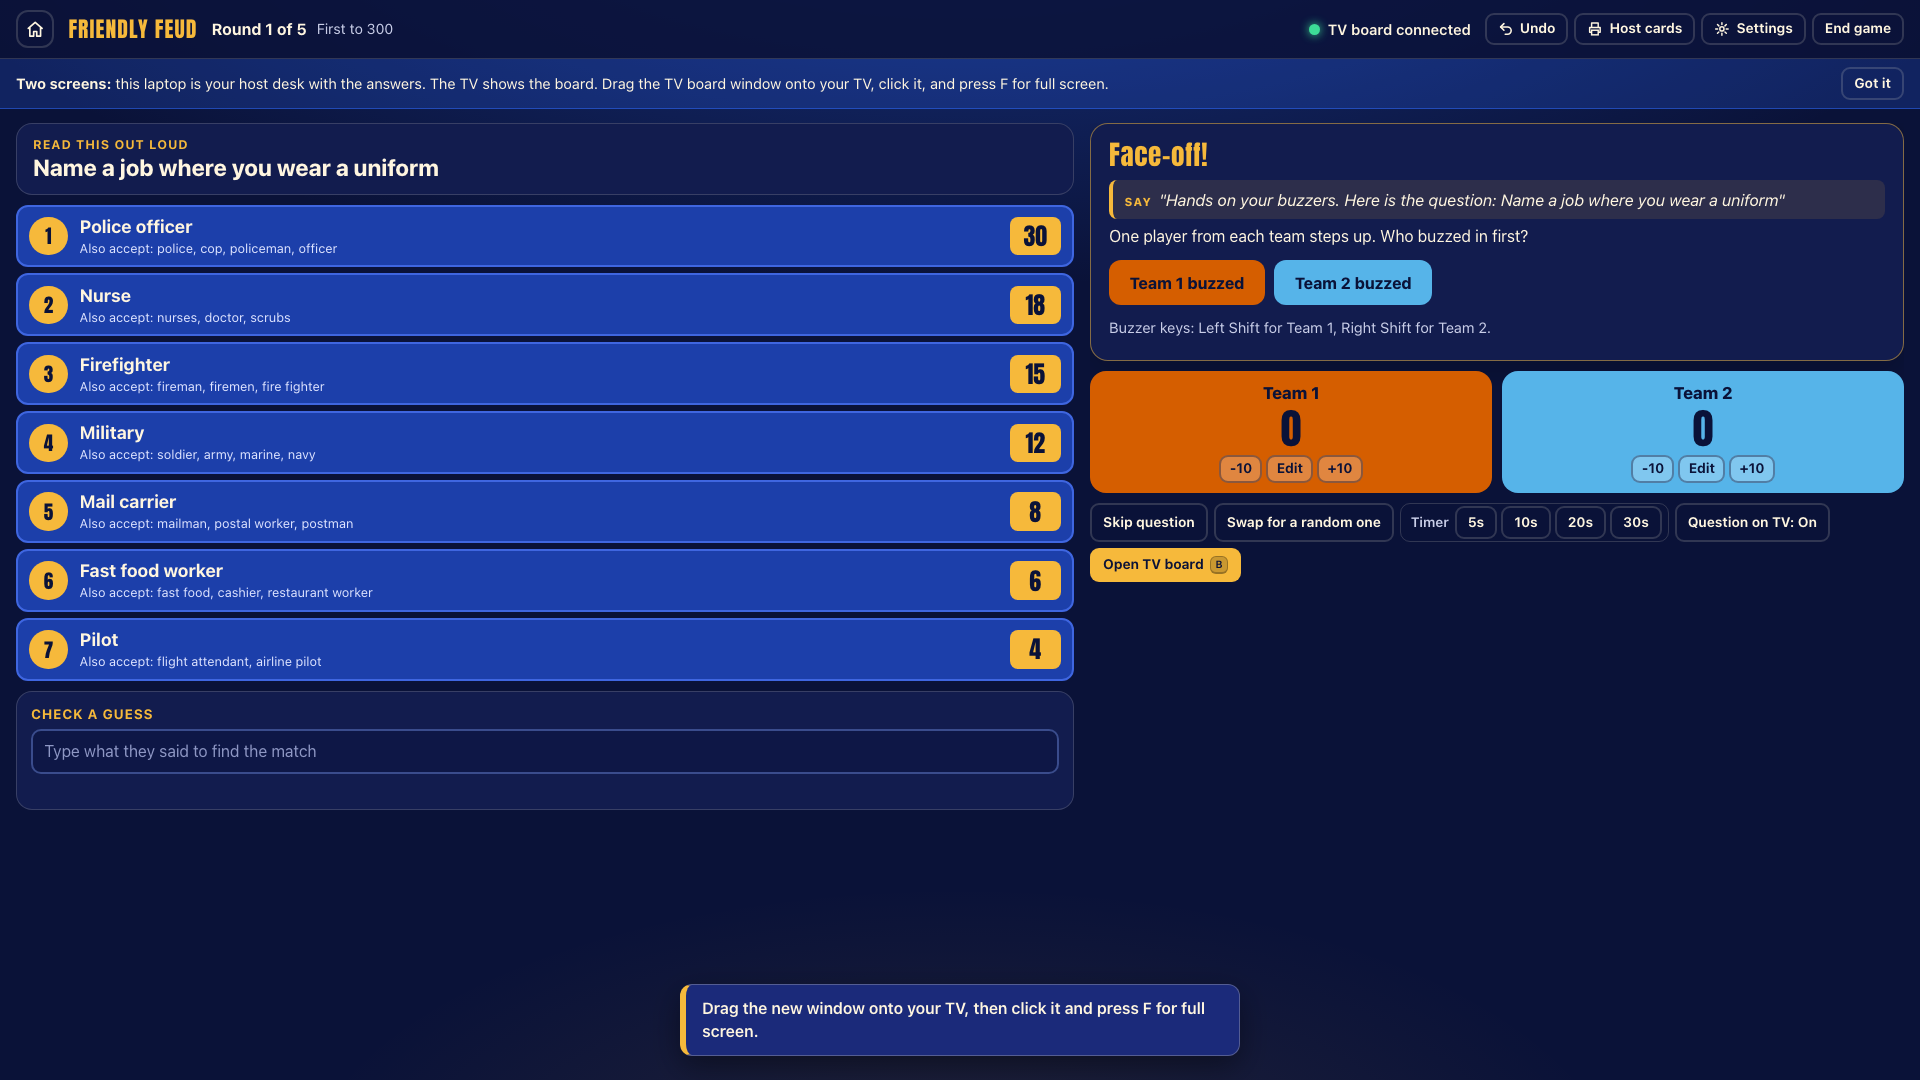 FRIENDLY FEUD Round 1 of 5 First to 300
TV board connected Undo Host cards Settings End game
Two screens: this laptop is your host desk with the answers. The TV shows the board. Drag the TV board window onto your TV, click it, and press F for full screen.
Got it
READ THIS OUT LOUD
Name a job where you wear a uniform
1 Police officer 30
Also accept: police, cop, policeman, officer
2 Nurse 18
Also accept: nurses, doctor, scrubs
3 Firefighter 15
Also accept: fireman, firemen, fire fighter
4 Military 12
Also accept: soldier, army, marine, navy
5 Mail carrier 8
Also accept: mailman, postal worker, postman
6 Fast food worker 6
Also accept: fast food, cashier, restaurant worker
7 Pilot 4
Also accept: flight attendant, airline pilot
CHECK A GUESS
Type what they said to find the match
Face-off!
SAY "Hands on your buzzers. Here is the question: Name a job where you wear a uniform"
One player from each team steps up. Who buzzed in first?
Team 1 buzzed Team 2 buzzed
Buzzer keys: Left Shift for Team 1, Right Shift for Team 2.
Team 1
0
-10 Edit +10
Team 2
0
-10 Edit +10
Skip question Swap for a random one Timer 5s 10s 20s 30s Question on TV: On
Open TV board B
Drag the new window onto your TV, then click it and press F for full
screen.